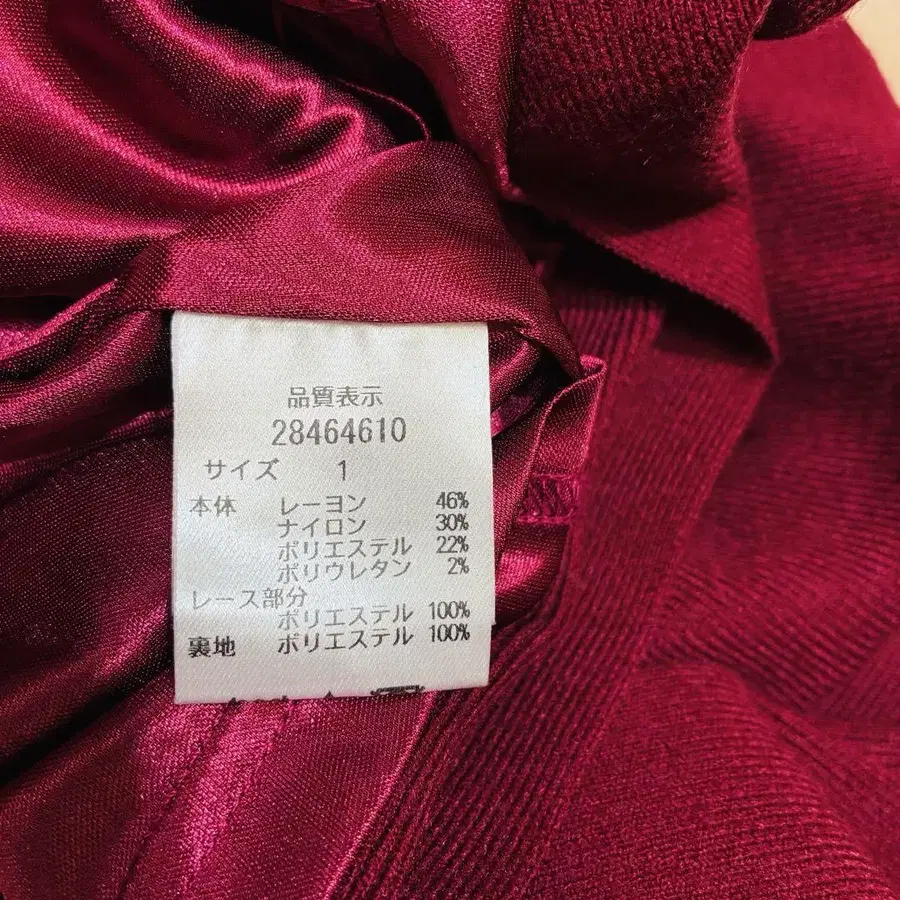 品質表示
28464610
サイズ 1
本体 レーヨン 46%
ナイロン 30%
ポリエステル 22%
ポリウレタン 2%
レース部分
ポリエステル 100%
裏地 ポリエステル 100%